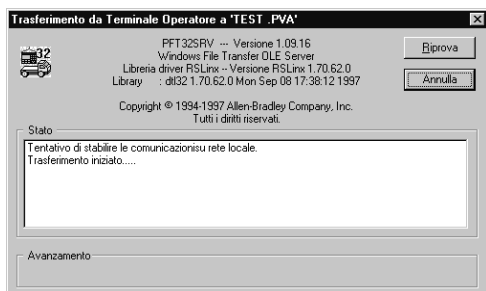 Trasferimento da Terminale Operatore a 'TEST .PVA'
32
PFT32SRV --- Versione 1.09.16
Windows File Transfer OLE Server
Libreria driver RSLinx -- Versione RSLinx 1.70.62.0
Library : dtl32 1.70.62.0 Mon Sep 08 17:38:12 1997
Copyright © 1994-1997 Allen-Bradley Company, Inc.
Tutti i diritti riservati.
Riprova
Annulla
Stato
Tentativo di stabilire le comunicazionisu rete locale.
Trasferimento iniziato.....
Avanzamento